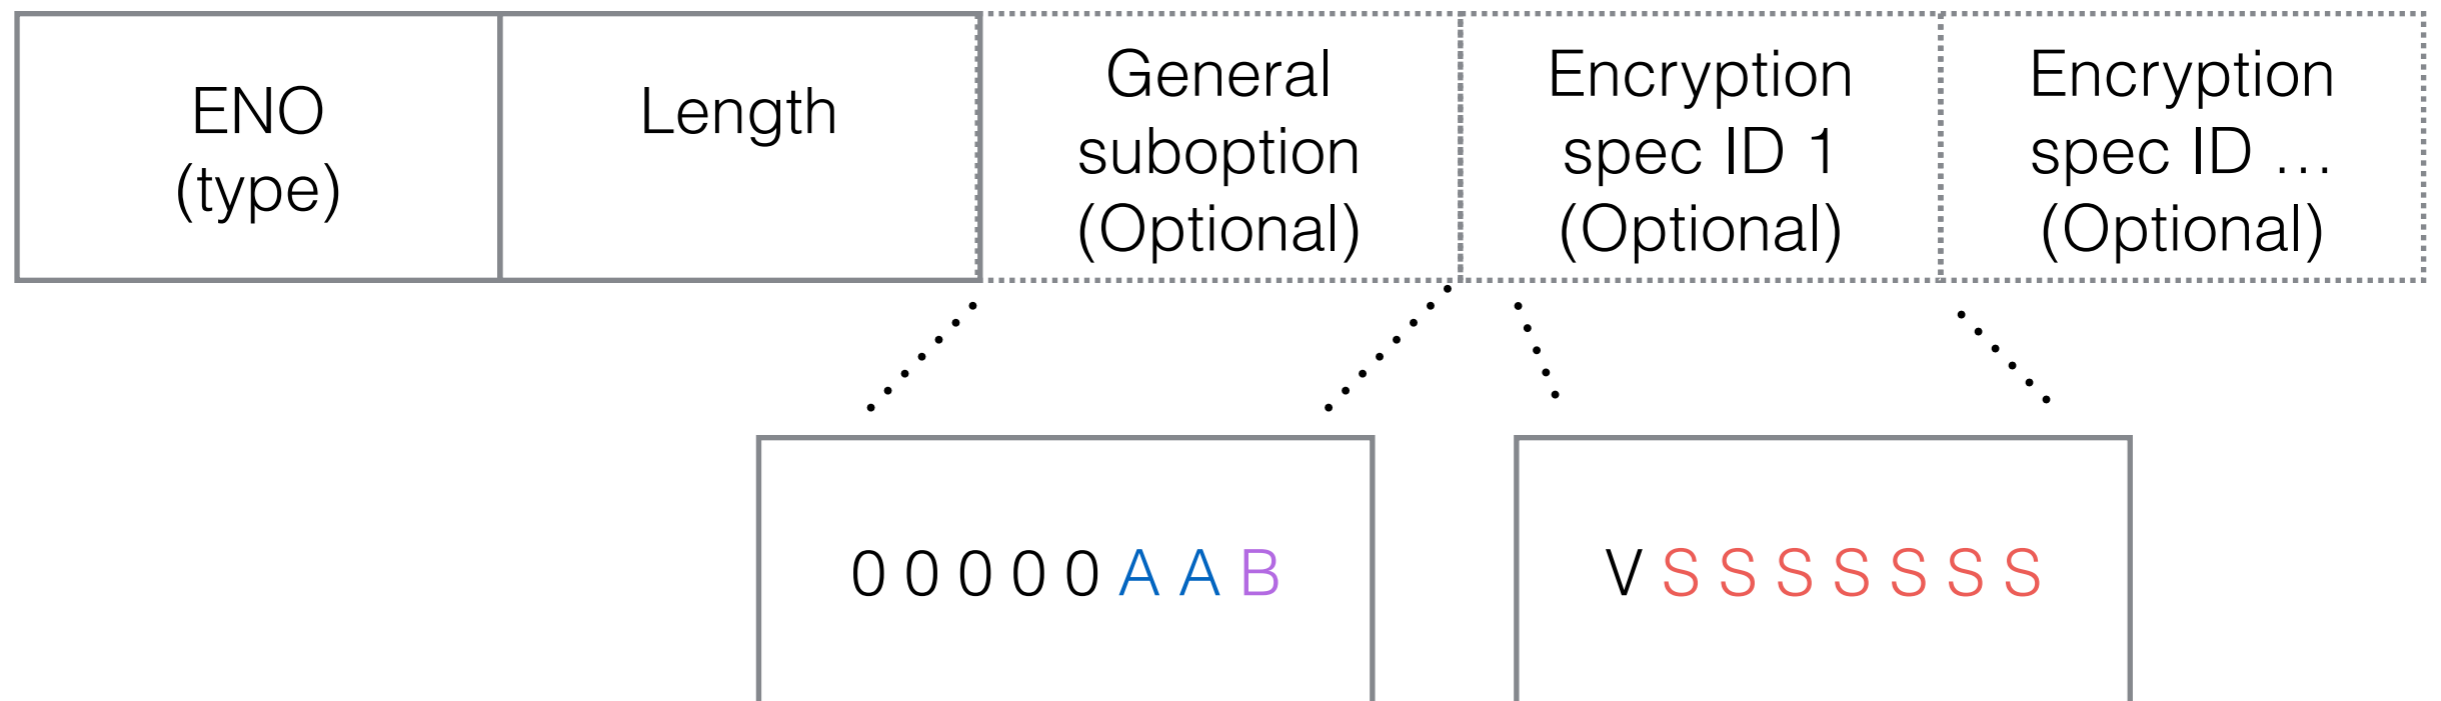 ENO
(type)
Length
General
suboption
(Optional)
Encryption
spec ID 1
(Optional)
Encryption
spec ID …
(Optional)
0 0 0 0 0 A A B
V S S S S S S S